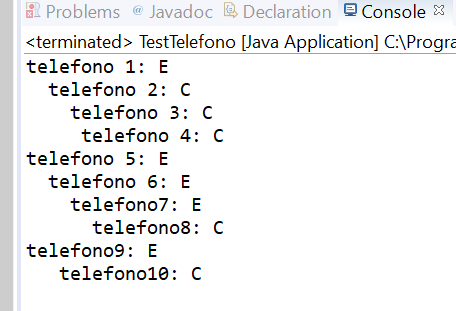 Problems @ Javadoc Declaration Console
<terminated> TestTelefono [Java Application] C:\Progra
telefono 1: E
telefono 2: C
telefono 3: C
telefono 4: C
telefono 5: E
telefono 6: E
telefono7: E
telefono8: C
telefono9: E
telefono10: C